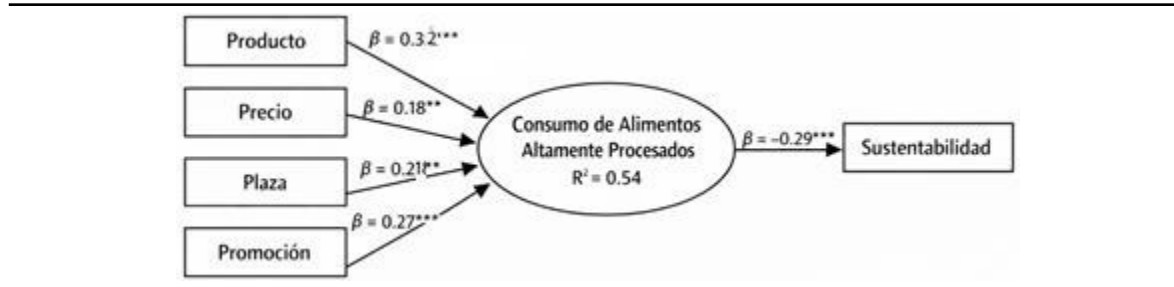 Producto
β = 0.32***
Precio
β = 0.18**
Plaza
β = 0.21**
Promoción
β = 0.27***
Consumo de Alimentos
Altamente Procesados
R² = 0.54
β = –0.29***
Sustentabilidad